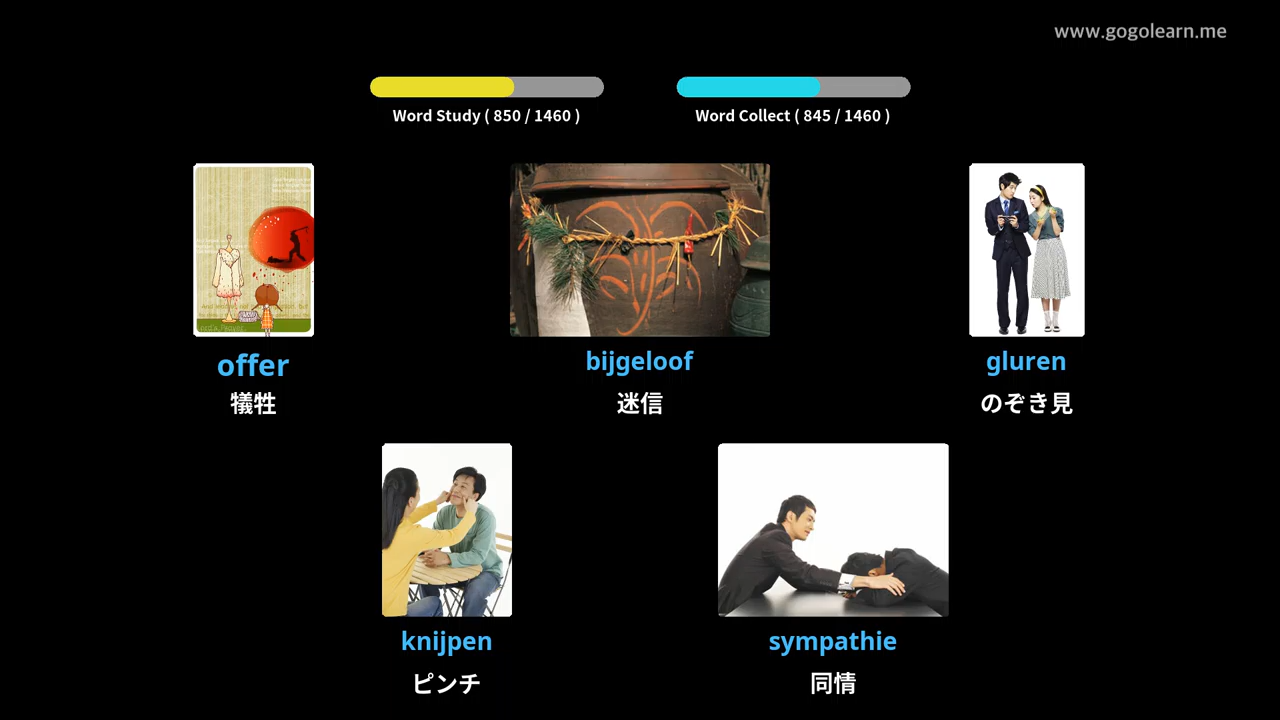 www.gogolearn.me
Word Study ( 850 / 1460 )
Word Collect ( 845 / 1460 )
offer
犠牲
bijgeloof
迷信
gluren
のぞき見
knijpen
ピンチ
sympathie
同情